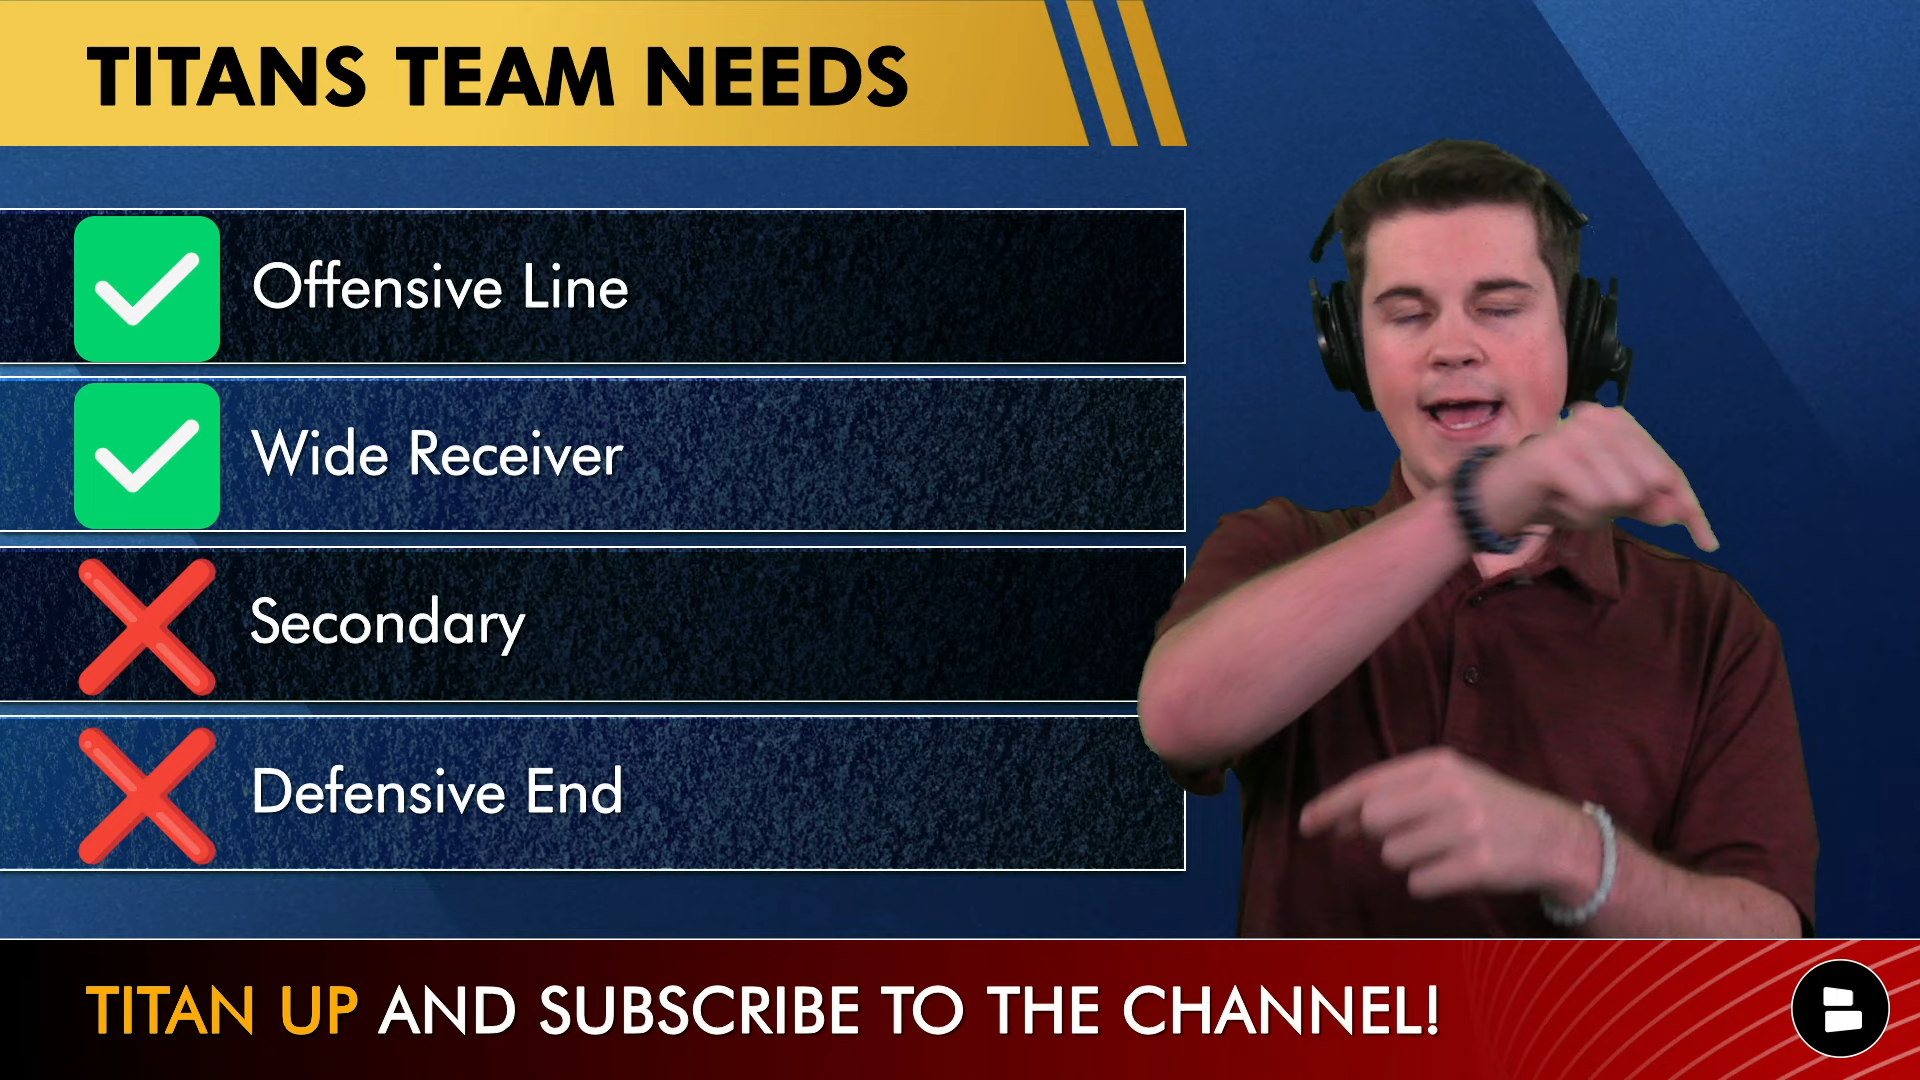 TITANS TEAM NEEDS
Offensive Line
Wide Receiver
Secondary
Defensive End
TITAN UP AND SUBSCRIBE TO THE CHANNEL!